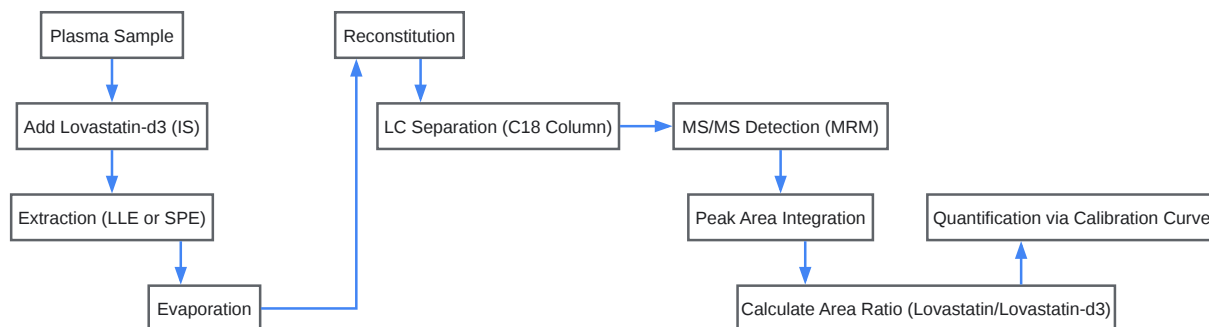 Plasma Sample
Add Lovastatin-d3 (IS)
Extraction (LLE or SPE)
Evaporation
Reconstitution
LC Separation (C18 Column)
MS/MS Detection (MRM)
Peak Area Integration
Calculate Area Ratio (Lovastatin/Lovastatin-d3)
Quantification via Calibration Curve